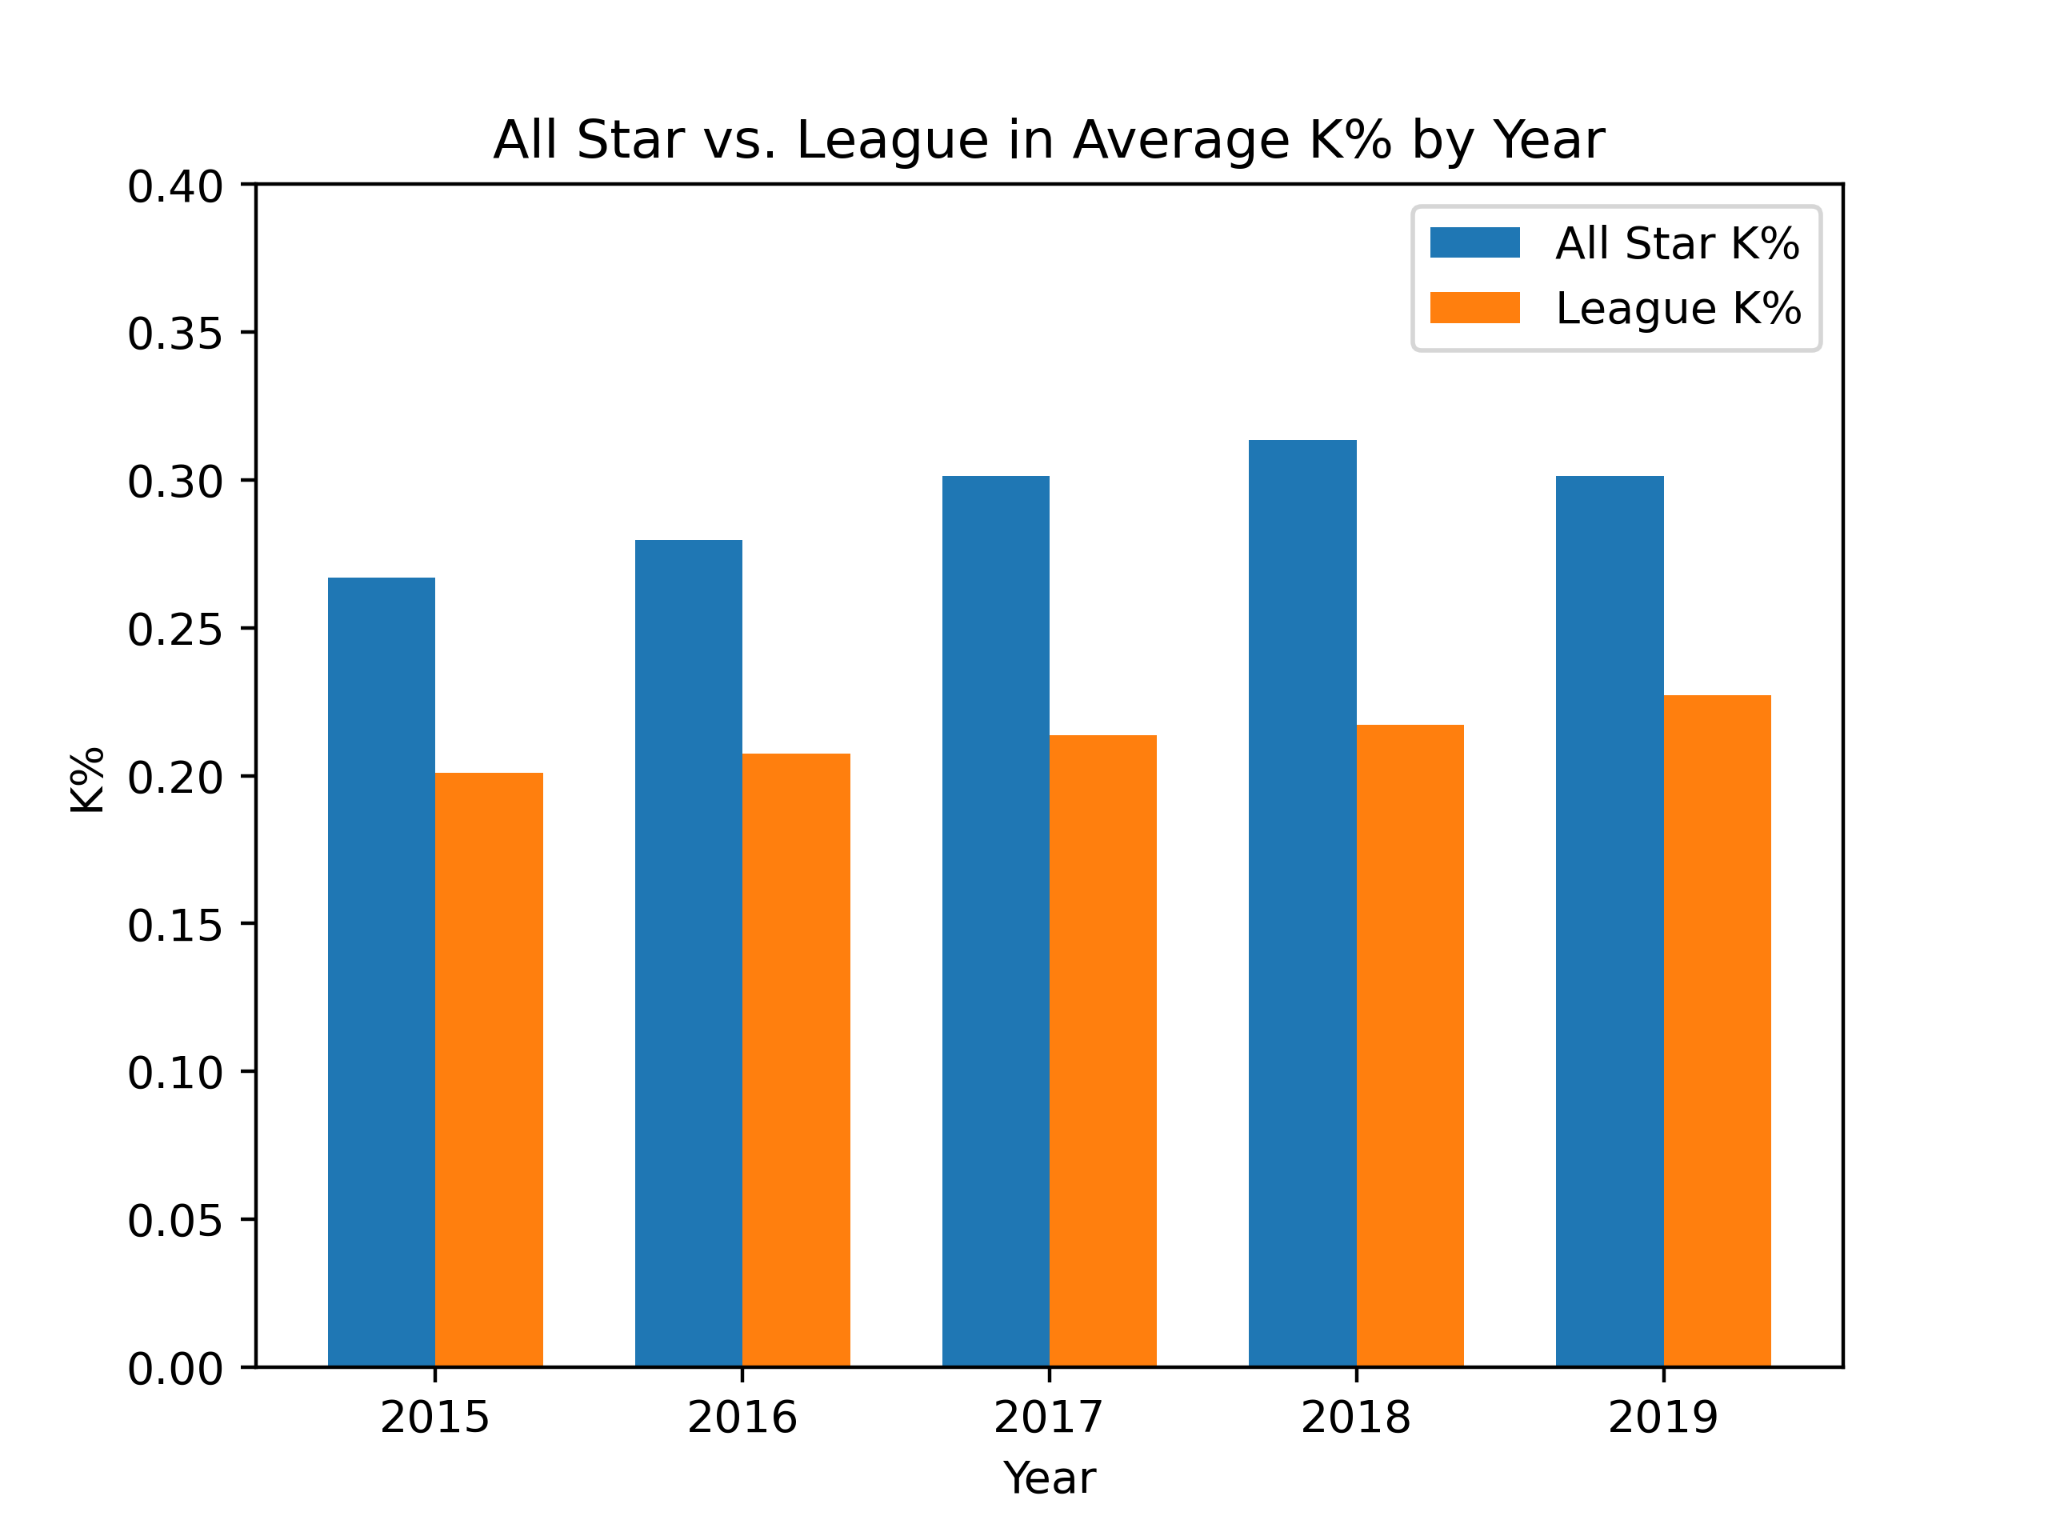 All Star vs. League in Average K% by Year
0.40
0.35
0.30
0.25
0.20
0.15
0.10
0.05
0.00
K%
All Star K%
League K%
2015 2016 2017 2018 2019
Year